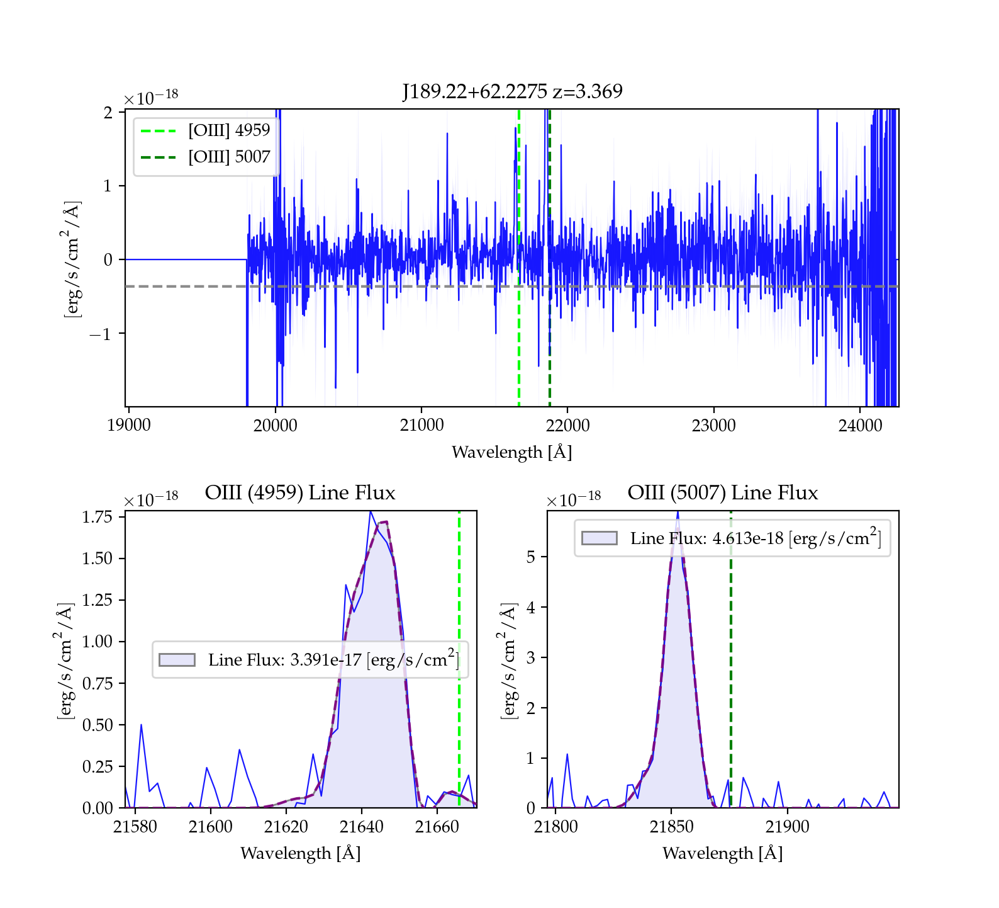 J189.22+62.2275 z=3.369
×10⁻¹⁸
[OIII] 4959
[OIII] 5007
2
1
0
−1
[erg/s/cm²/Å]
19000 20000 21000 22000 23000 24000
Wavelength [Å]
OIII (4959) Line Flux
×10⁻¹⁸
Line Flux: 3.391e-17 [erg/s/cm²]
1.75
1.50
1.25
1.00
0.75
0.50
0.25
0.00
[erg/s/cm²/Å]
21580 21600 21620 21640 21660
Wavelength [Å]
OIII (5007) Line Flux
×10⁻¹⁸
Line Flux: 4.613e-18 [erg/s/cm²]
5
4
3
2
1
0
[erg/s/cm²/Å]
21800 21850 21900
Wavelength [Å]